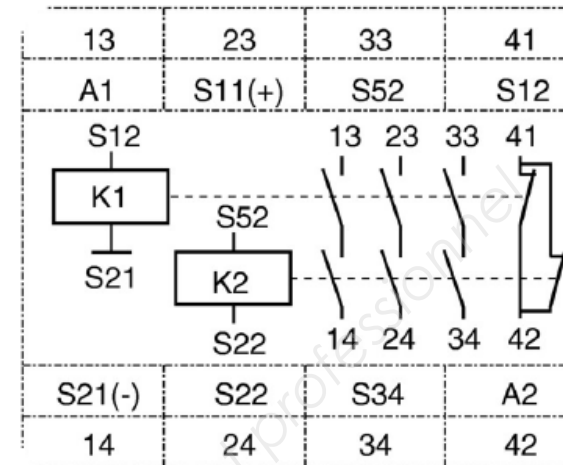 13 23 33 41
A1 S11(+) S52 S12
S12 13 23 33 41
K1
S52
S21 K2
S22 14 24 34 42
S21(-) S22 S34 A2
14 24 34 42
professionnel